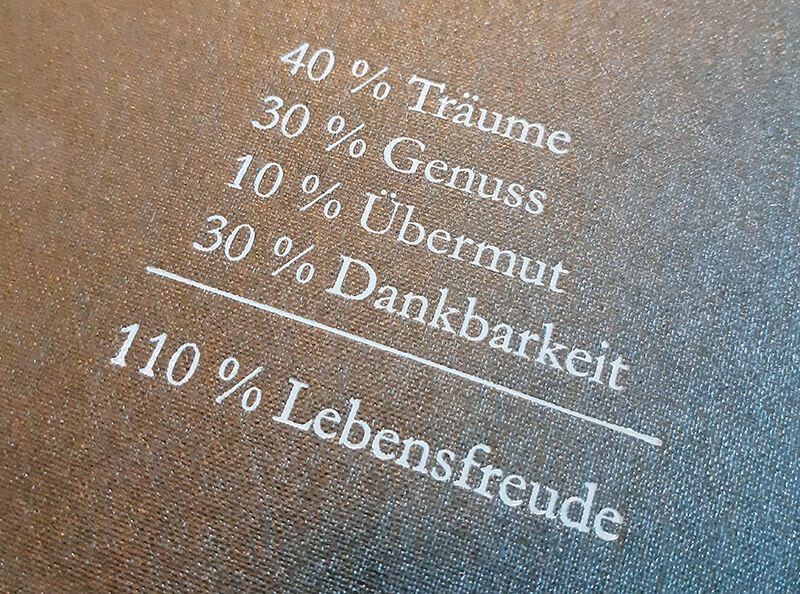 40 % Träume
30 % Genuss
10 % Übermut
30 % Dankbarkeit
110 % Lebensfreude